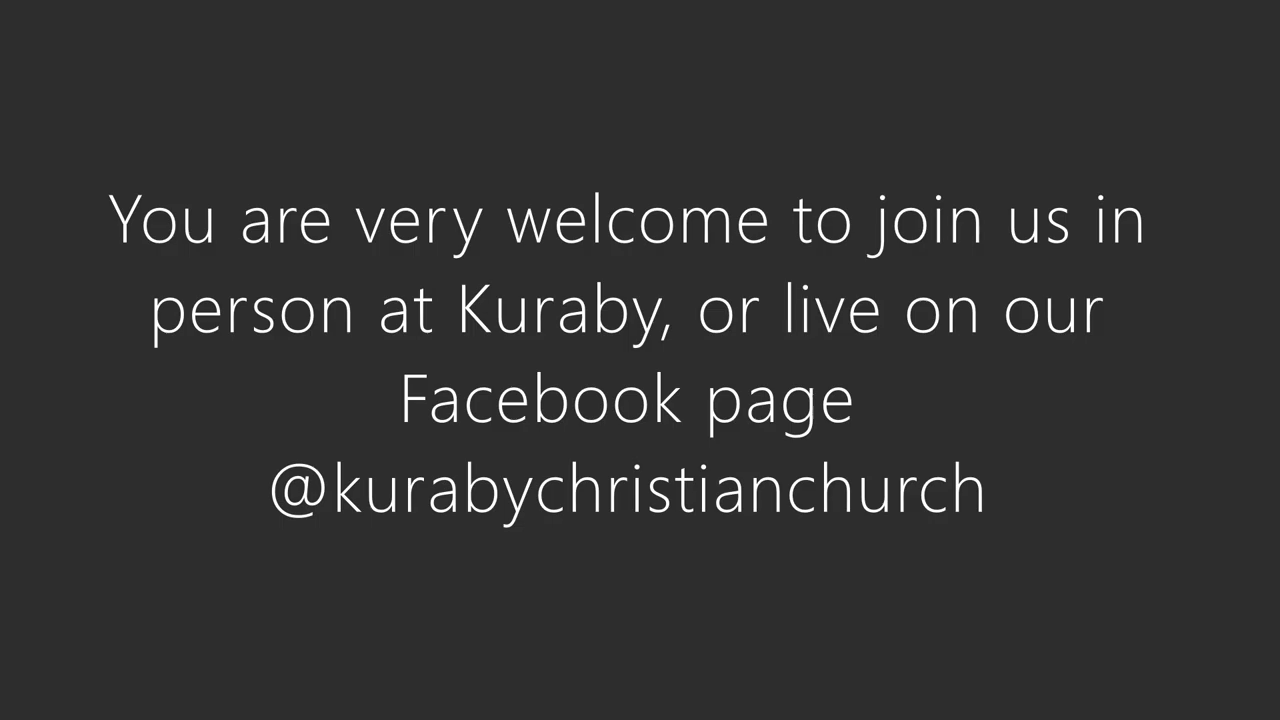 You are very welcome to join us in
person at Kuraby, or live on our
Facebook page
@kurabychristianchurch